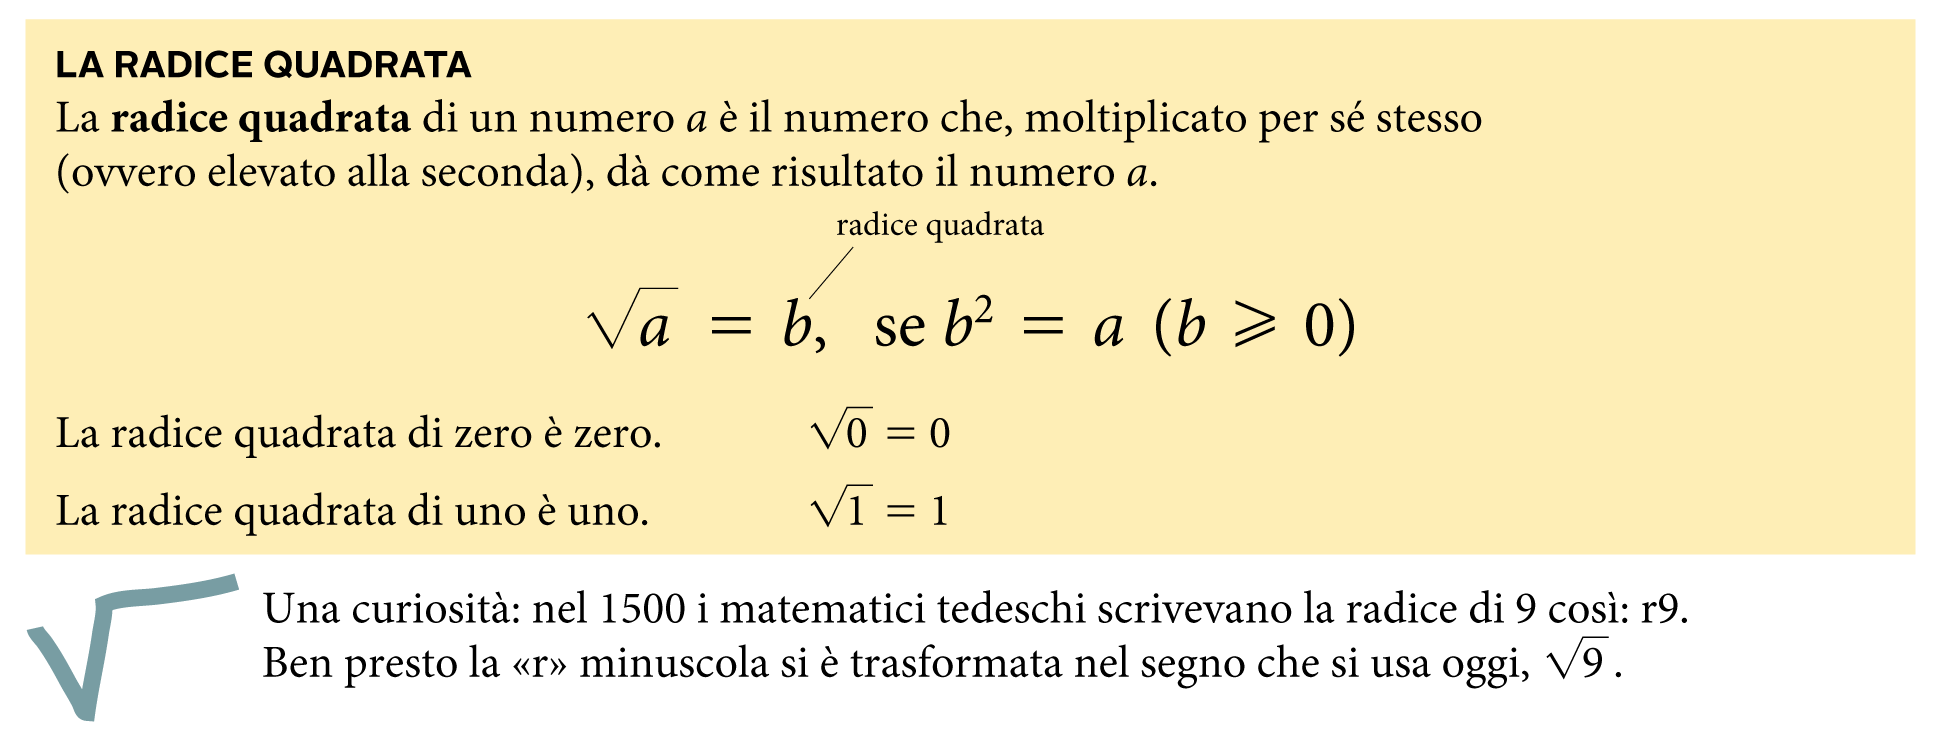 LA RADICE QUADRATA
La radice quadrata di un numero a è il numero che, moltiplicato per sé stesso
(ovvero elevato alla seconda), dà come risultato il numero a.
radice quadrata
√a = b, se b² = a (b ⩾ 0)
La radice quadrata di zero è zero. √0 = 0
La radice quadrata di uno è uno. √1 = 1
√
Una curiosità: nel 1500 i matematici tedeschi scrivevano la radice di 9 così: r9.
Ben presto la «r» minuscola si è trasformata nel segno che si usa oggi, √9.